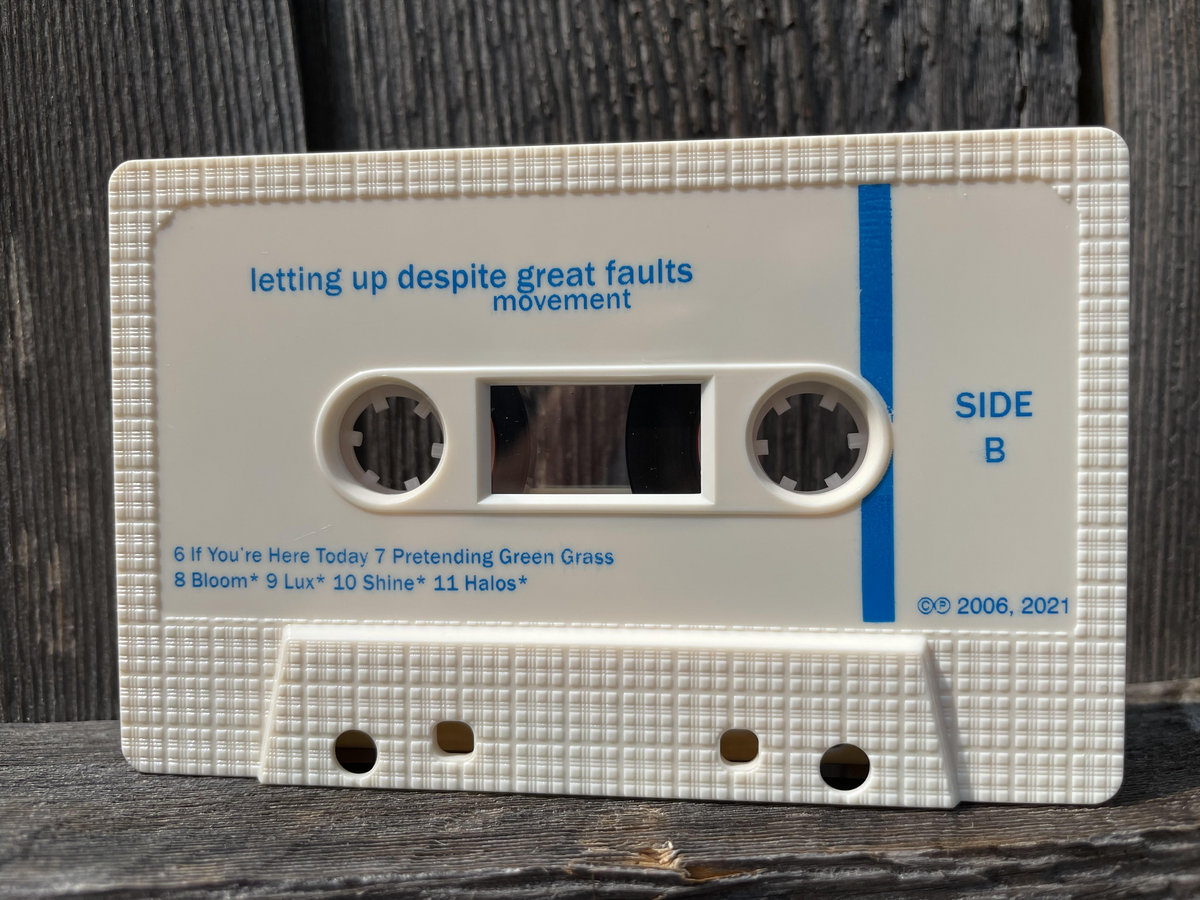 letting up despite great faults
movement
SIDE
B
6 If You're Here Today 7 Pretending Green Grass
8 Bloom* 9 Lux* 10 Shine* 11 Halos*
©℗ 2006, 2021